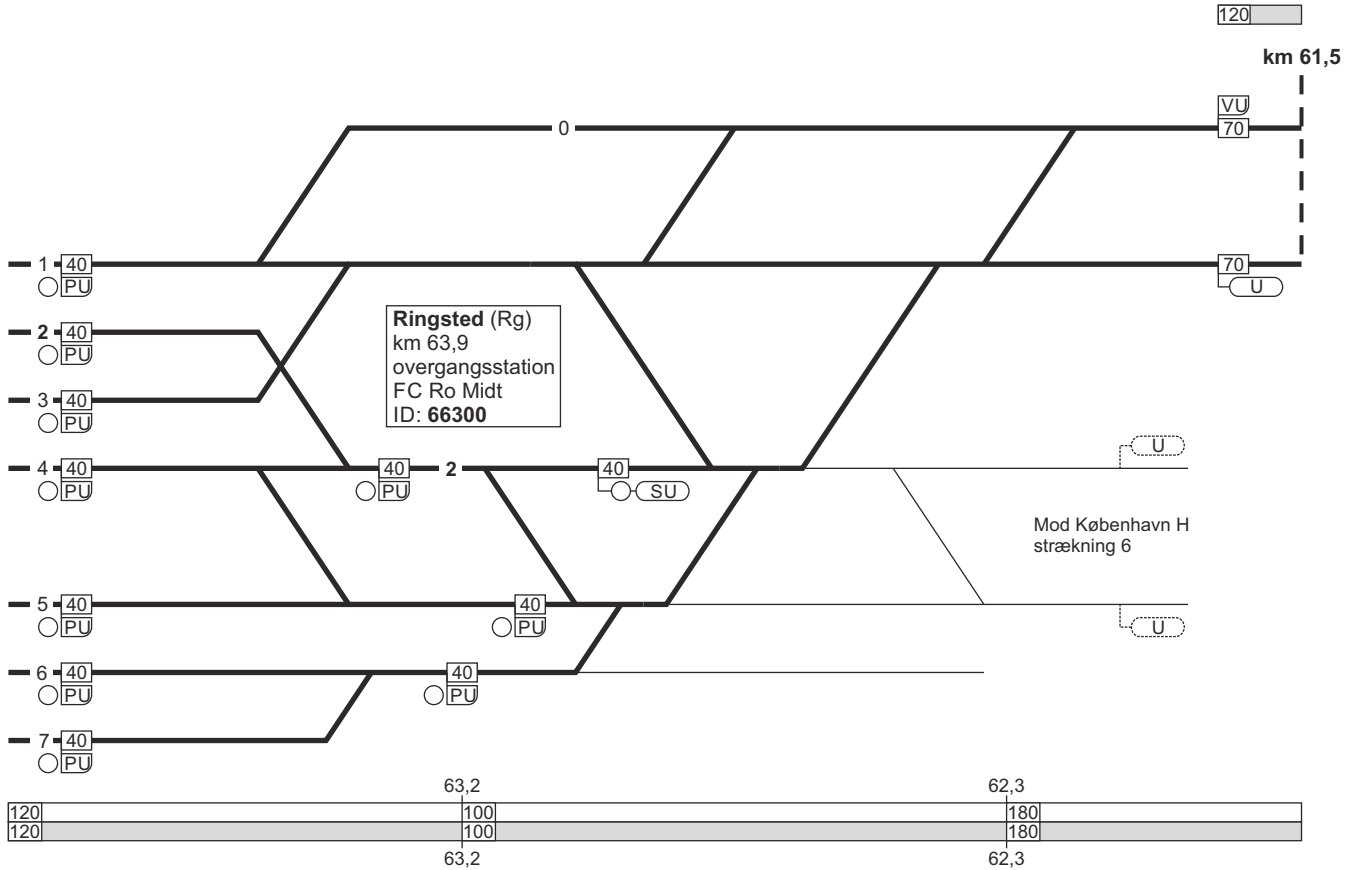 120
km 61,5
VU
70
0
1 40
PU
70
U
2 40
PU
3 40
PU
Ringsted (Rg)
km 63,9
overgangsstation
FC Ro Midt
ID: 66300
4 40
PU
40 2
PU
40
SU
U
Mod København H
strækning 6
5 40
PU
40
PU
U
6 40
PU
40
PU
7 40
PU
63,2 62,3
120 100 180
120 100 180
63,2 62,3